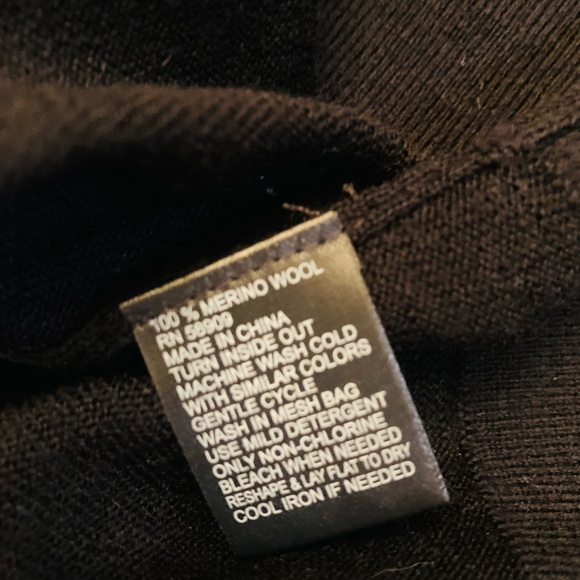 100 % MERINO WOOL
RN 56909
MADE IN CHINA
TURN INSIDE OUT
MACHINE WASH COLD
WITH SIMILAR COLORS
GENTLE CYCLE
WASH IN MESH BAG
USE MILD DETERGENT
ONLY NON-CHLORINE
BLEACH WHEN NEEDED
RESHAPE & LAY FLAT TO DRY
COOL IRON IF NEEDED